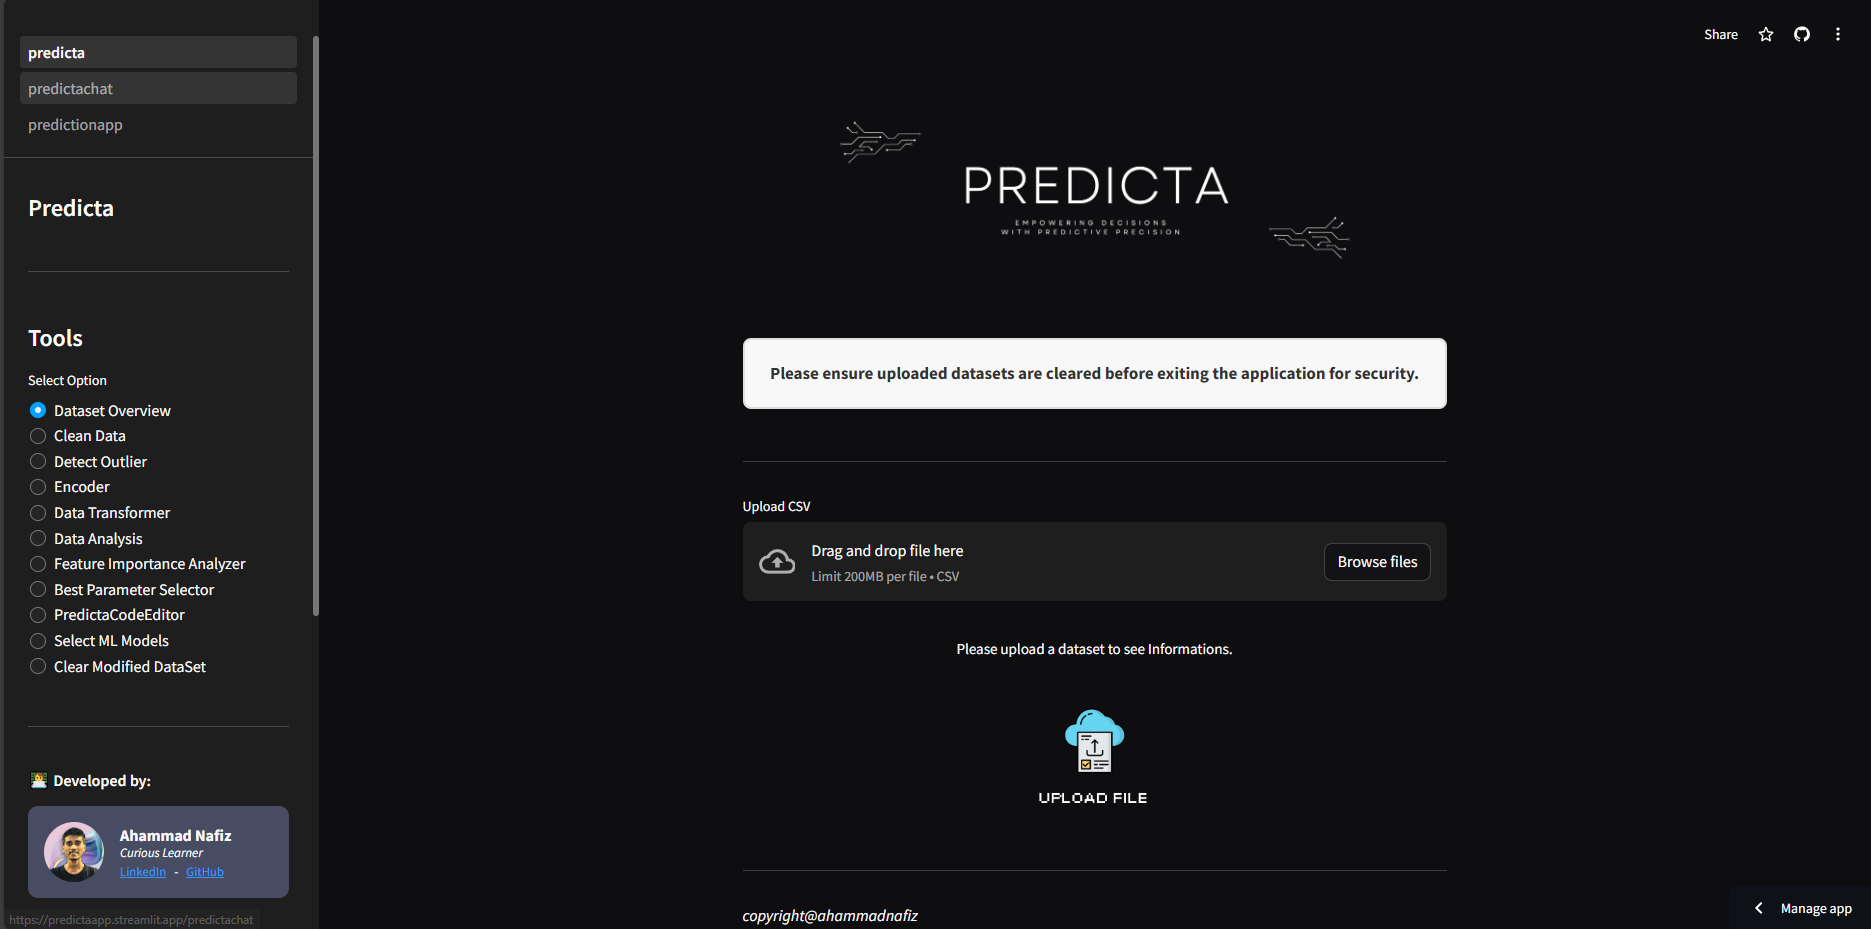 predicta
predictachat
predictionapp
Predicta
Tools
Select Option
Dataset Overview
Clean Data
Detect Outlier
Encoder
Data Transformer
Data Analysis
Feature Importance Analyzer
Best Parameter Selector
PredictaCodeEditor
Select ML Models
Clear Modified DataSet
Developed by:
Ahammad Nafiz
Curious Learner
LinkedIn - GitHub
https://predictaapp.streamlit.app/predictachat
Share
PREDICTA
EMPOWERING DECISIONS
WITH PREDICTIVE PRECISION
Please ensure uploaded datasets are cleared before exiting the application for security.
Upload CSV
Drag and drop file here
Limit 200MB per file • CSV
Browse files
Please upload a dataset to see Informations.
UPLOAD FILE
copyright@ahammadnafiz
Manage app